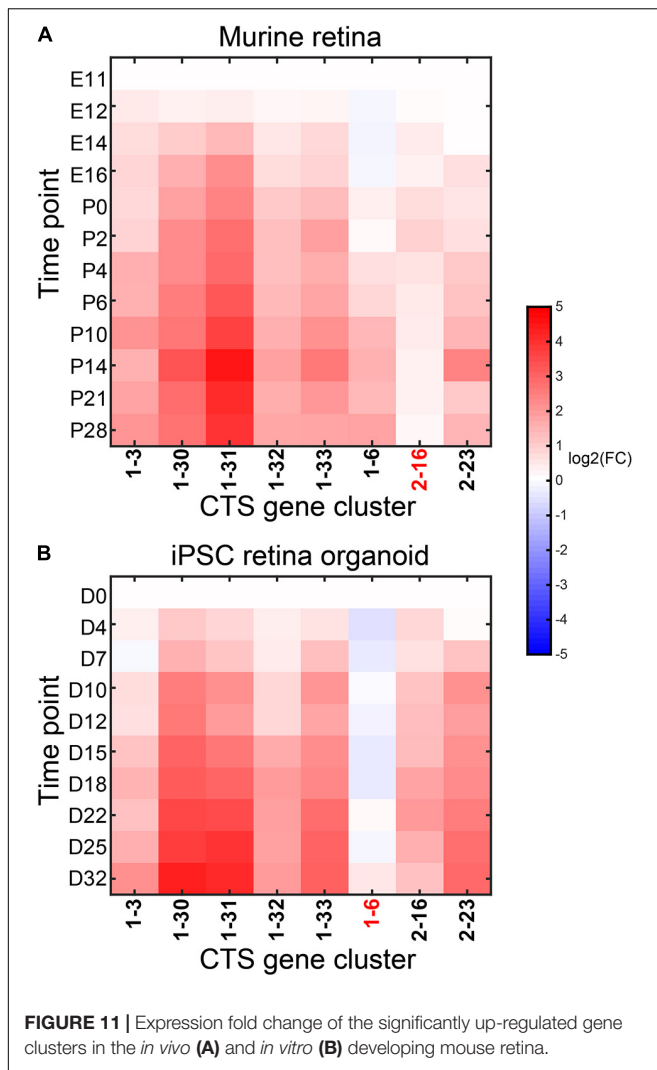 A
Murine retina
Time point
E11
E12
E14
E16
P0
P2
P4
P6
P10
P14
P21
P28
1-3
1-30
1-31
1-32
1-33
1-6
2-16
2-23
CTS gene cluster
5
4
3
2
1
0
-1
-2
-3
-4
-5
log2(FC)
B
iPSC retina organoid
Time point
D0
D4
D7
D10
D12
D15
D18
D22
D25
D32
1-3
1-30
1-31
1-32
1-33
1-6
2-16
2-23
CTS gene cluster
FIGURE 11 | Expression fold change of the significantly up-regulated gene
clusters in the in vivo (A) and in vitro (B) developing mouse retina.